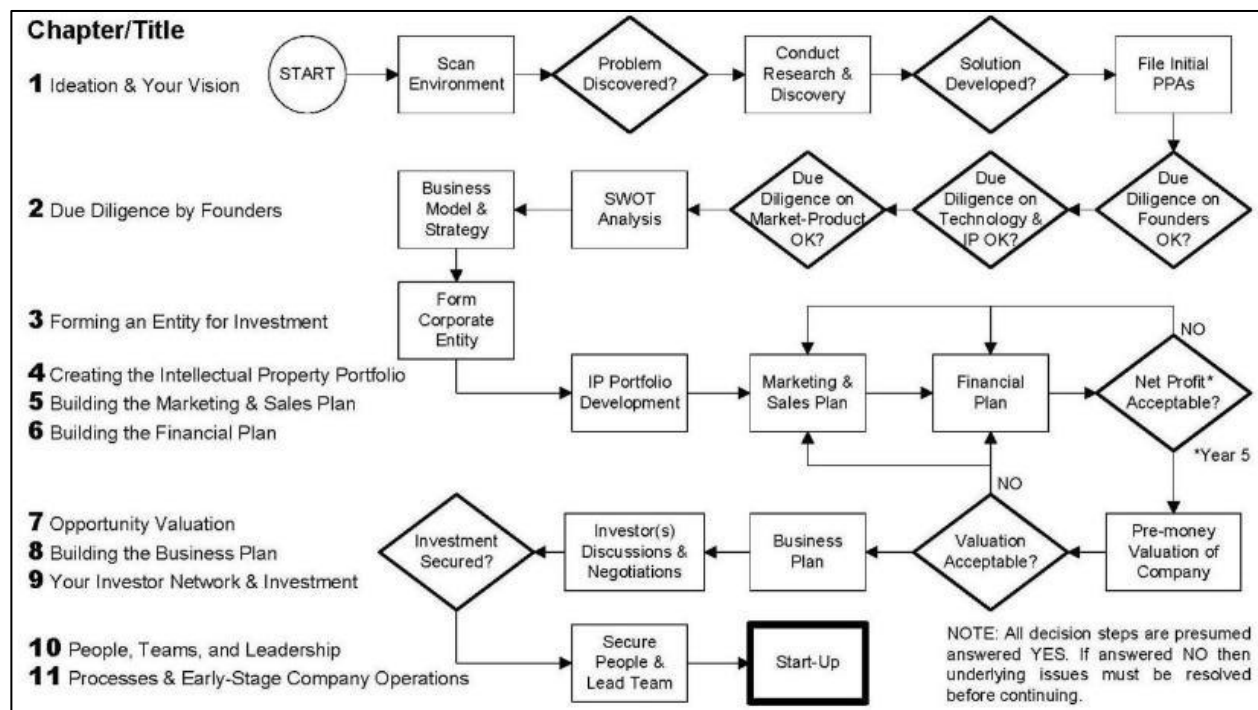 Chapter/Title
1 Ideation & Your Vision
START
Scan
Environment
Problem
Discovered?
Conduct
Research &
Discovery
Solution
Developed?
File Initial
PPAs
2 Due Diligence by Founders
Business
Model &
Strategy
SWOT
Analysis
Due
Diligence on
Market-Product
OK?
Due
Diligence on
Technology &
IP OK?
Due
Diligence on
Founders
OK?
3 Forming an Entity for Investment
Form
Corporate
Entity
NO
4 Creating the Intellectual Property Portfolio
5 Building the Marketing & Sales Plan
6 Building the Financial Plan
IP Portfolio
Development
Marketing &
Sales Plan
Financial
Plan
Net Profit*
Acceptable?
*Year 5
NO
7 Opportunity Valuation
8 Building the Business Plan
9 Your Investor Network & Investment
Investment
Secured?
Investor(s)
Discussions &
Negotiations
Business
Plan
Valuation
Acceptable?
Pre-money
Valuation of
Company
10 People, Teams, and Leadership
11 Processes & Early-Stage Company Operations
Secure
People &
Lead Team
Start-Up
NOTE: All decision steps are presumed
answered YES. If answered NO then
underlying issues must be resolved
before continuing.